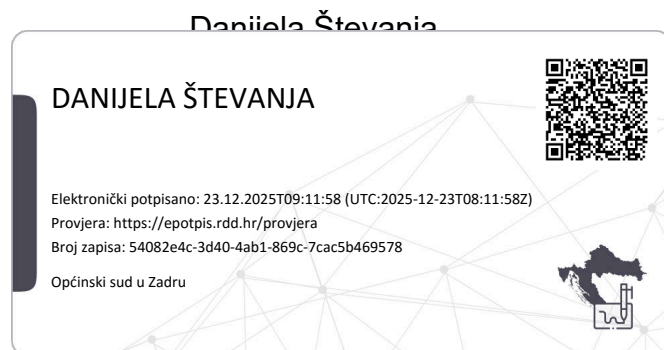 Danijela Števanja
DANIJELA ŠTEVANJA
Elektronički potpisano: 23.12.2025T09:11:58 (UTC:2025-12-23T08:11:58Z)
Provjera: https://epotpis.rdd.hr/provjera
Broj zapisa: 54082e4c-3d40-4ab1-869c-7cac5b469578
Općinski sud u Zadru